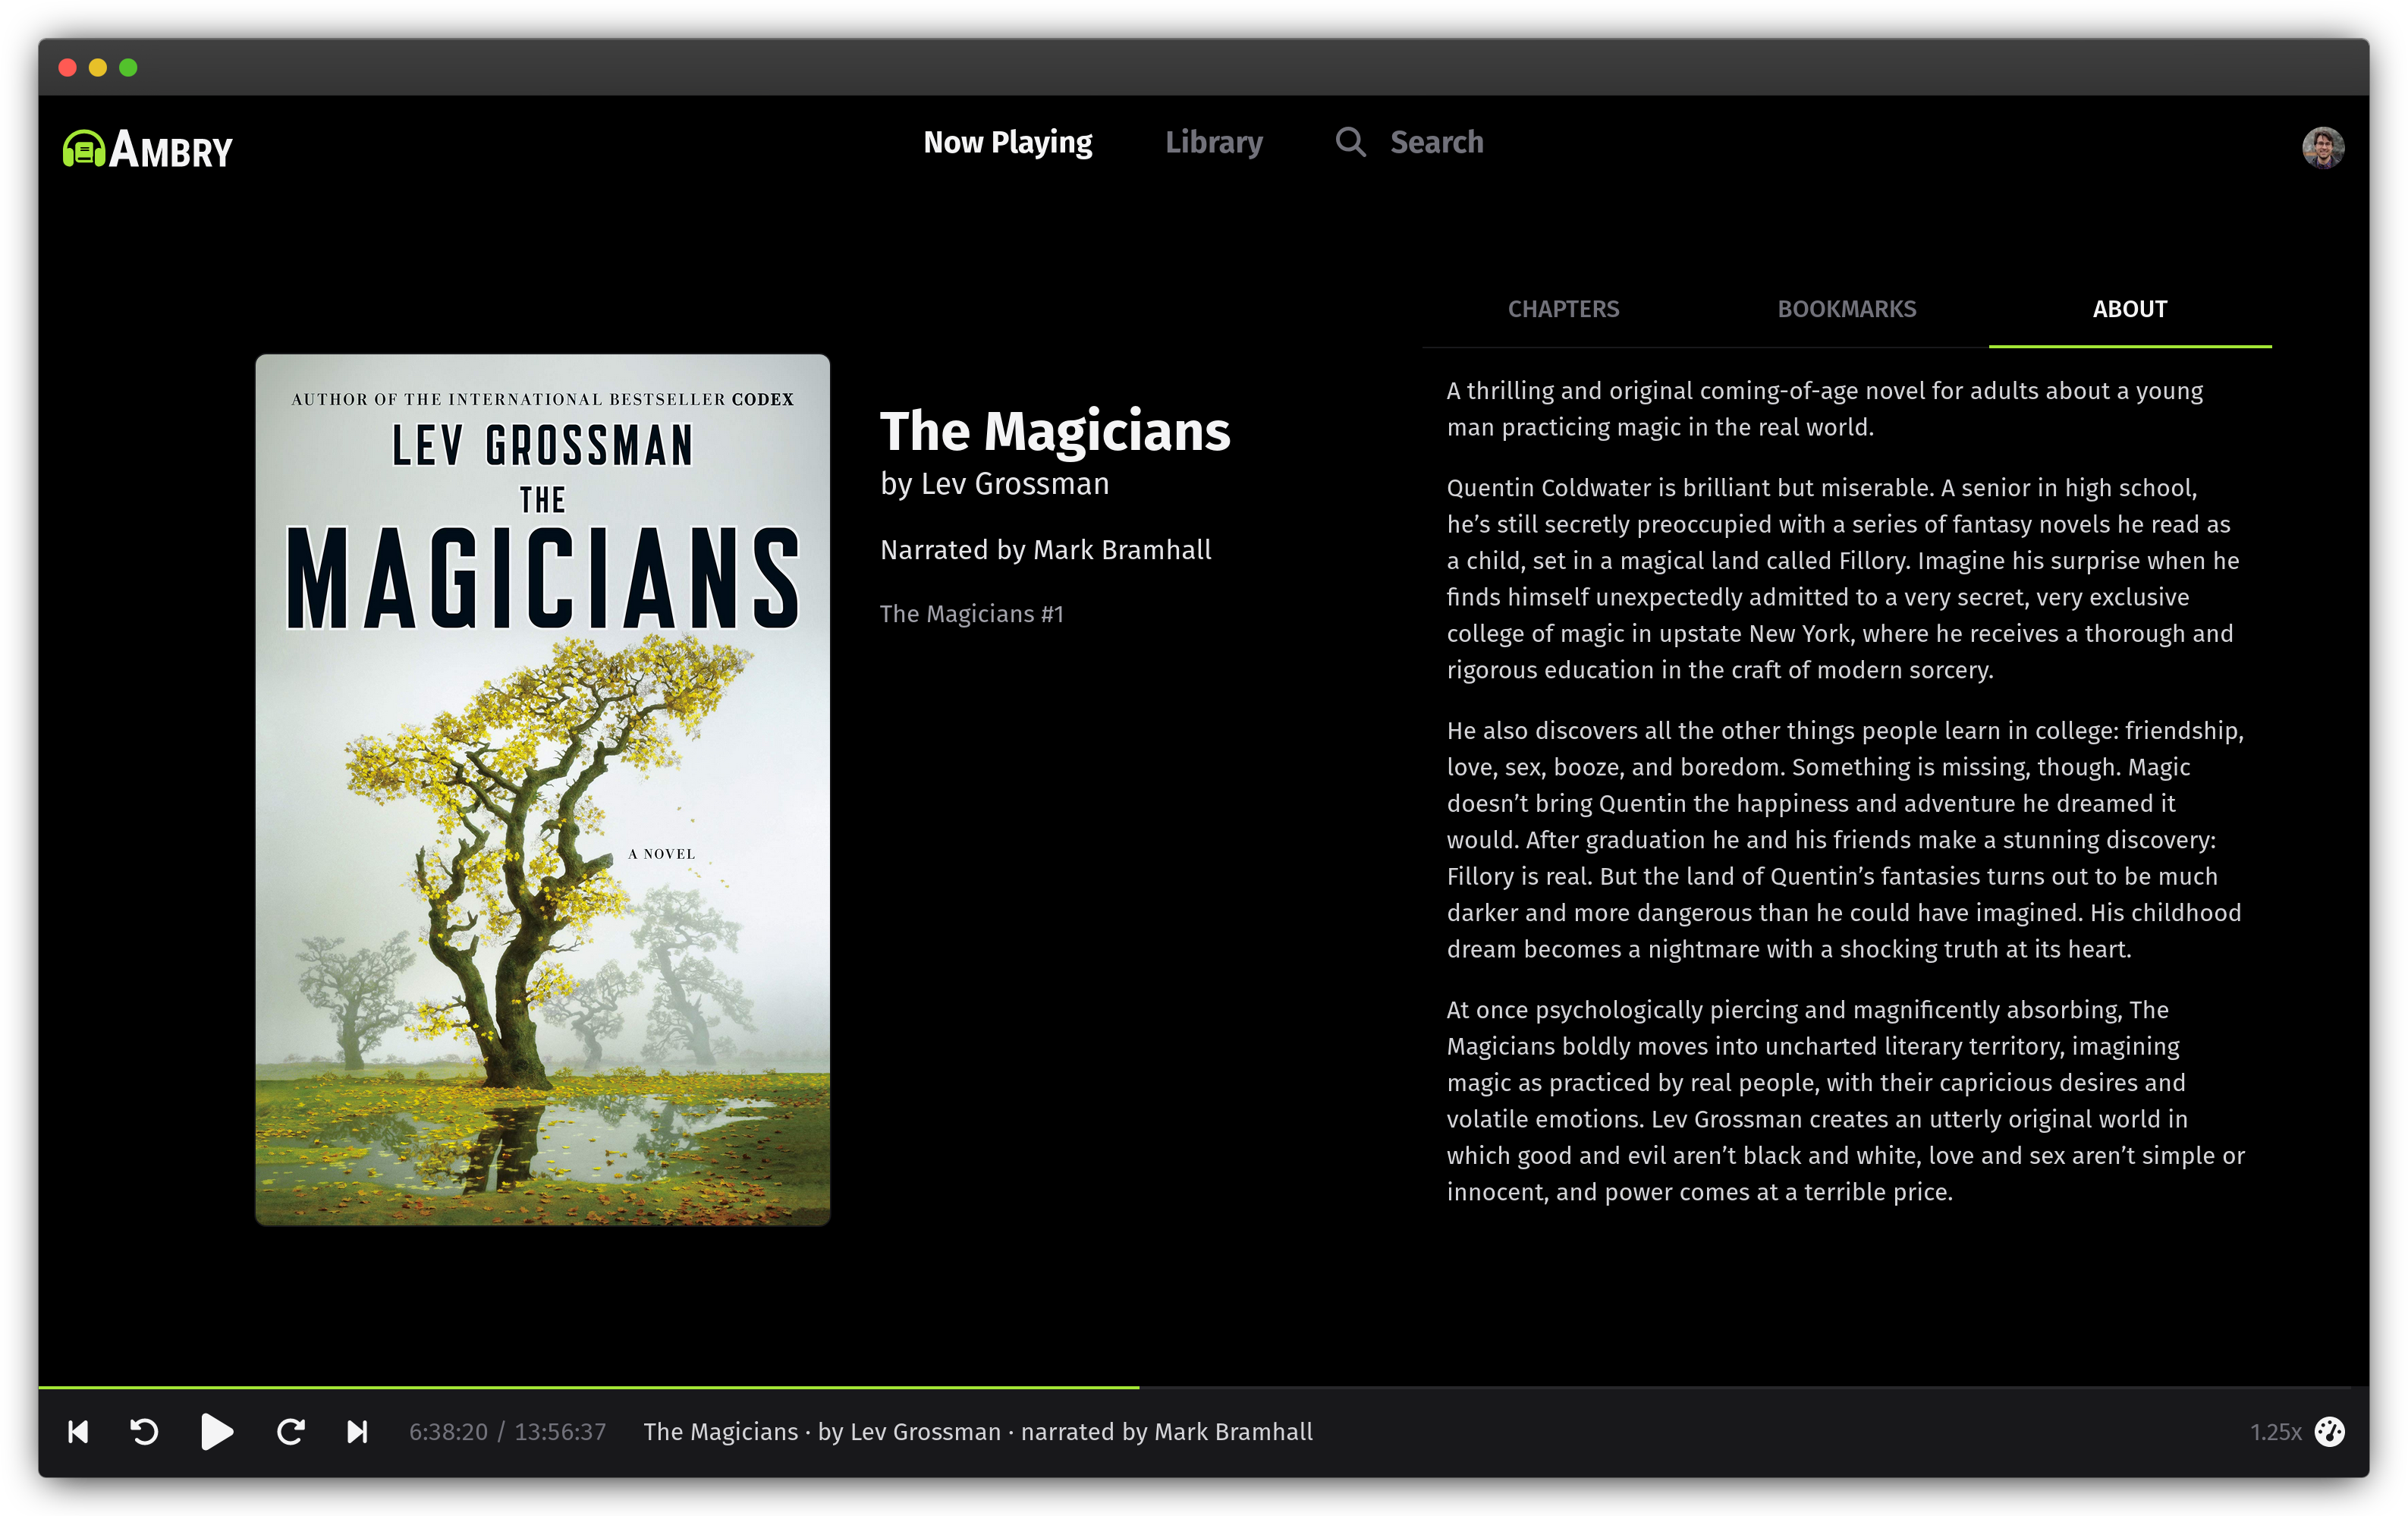 AMBRY
Now Playing
Library
Search
AUTHOR OF THE INTERNATIONAL BESTSELLER CODEX
LEV GROSSMAN
THE
MAGICIANS
A NOVEL
The Magicians
by Lev Grossman
Narrated by Mark Bramhall
The Magicians #1
CHAPTERS
BOOKMARKS
ABOUT
A thrilling and original coming-of-age novel for adults about a young
man practicing magic in the real world.
Quentin Coldwater is brilliant but miserable. A senior in high school,
he’s still secretly preoccupied with a series of fantasy novels he read as
a child, set in a magical land called Fillory. Imagine his surprise when he
finds himself unexpectedly admitted to a very secret, very exclusive
college of magic in upstate New York, where he receives a thorough and
rigorous education in the craft of modern sorcery.
He also discovers all the other things people learn in college: friendship,
love, sex, booze, and boredom. Something is missing, though. Magic
doesn’t bring Quentin the happiness and adventure he dreamed it
would. After graduation he and his friends make a stunning discovery:
Fillory is real. But the land of Quentin’s fantasies turns out to be much
darker and more dangerous than he could have imagined. His childhood
dream becomes a nightmare with a shocking truth at its heart.
At once psychologically piercing and magnificently absorbing, The
Magicians boldly moves into uncharted literary territory, imagining
magic as practiced by real people, with their capricious desires and
volatile emotions. Lev Grossman creates an utterly original world in
which good and evil aren’t black and white, love and sex aren’t simple or
innocent, and power comes at a terrible price.
6:38:20 / 13:56:37
The Magicians · by Lev Grossman · narrated by Mark Bramhall
1.25x